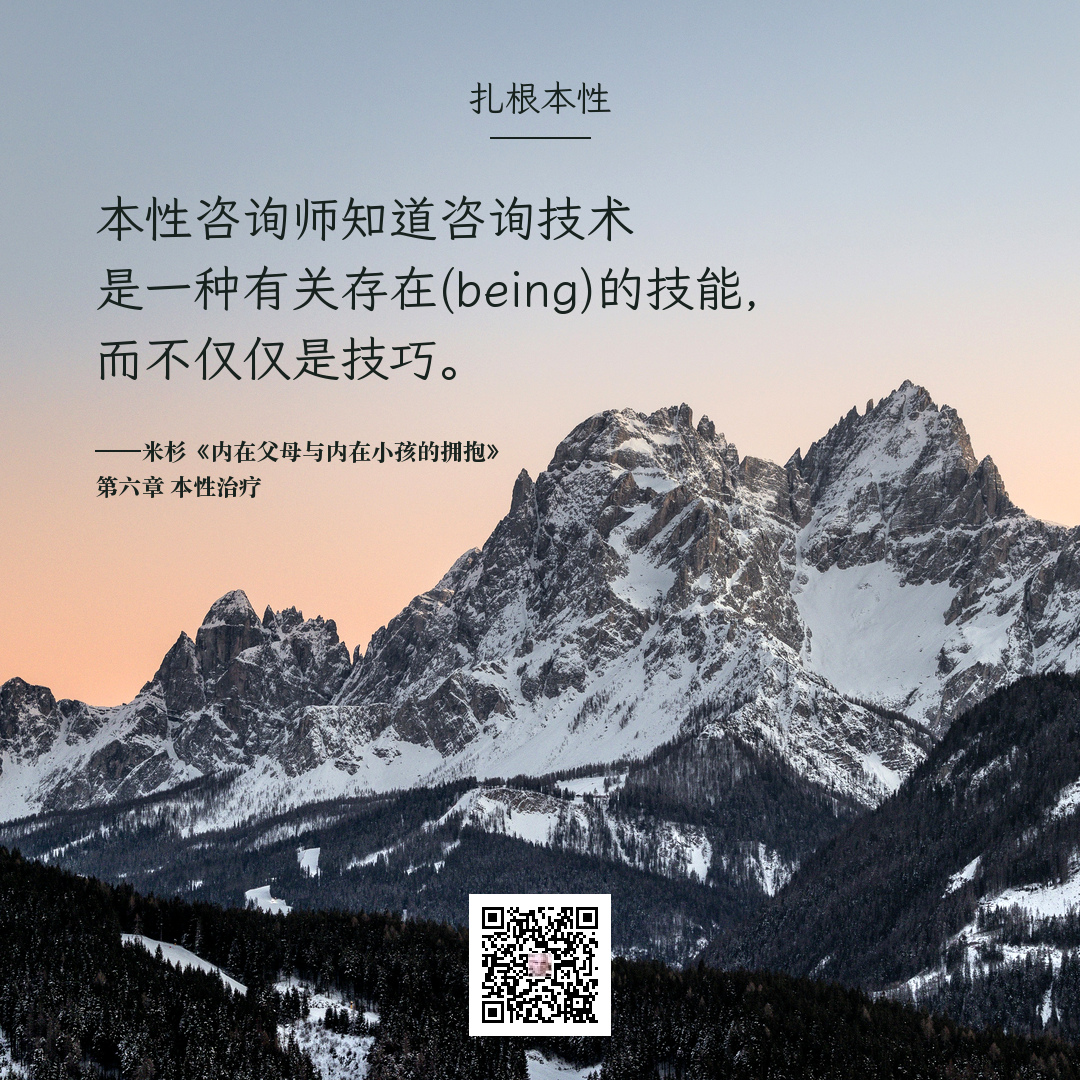 扎根本性
本性咨询师知道咨询技术
是一种有关存在(being)的技能,
而不仅仅是技巧。
——米杉《内在父母与内在小孩的拥抱》
第六章 本性治疗